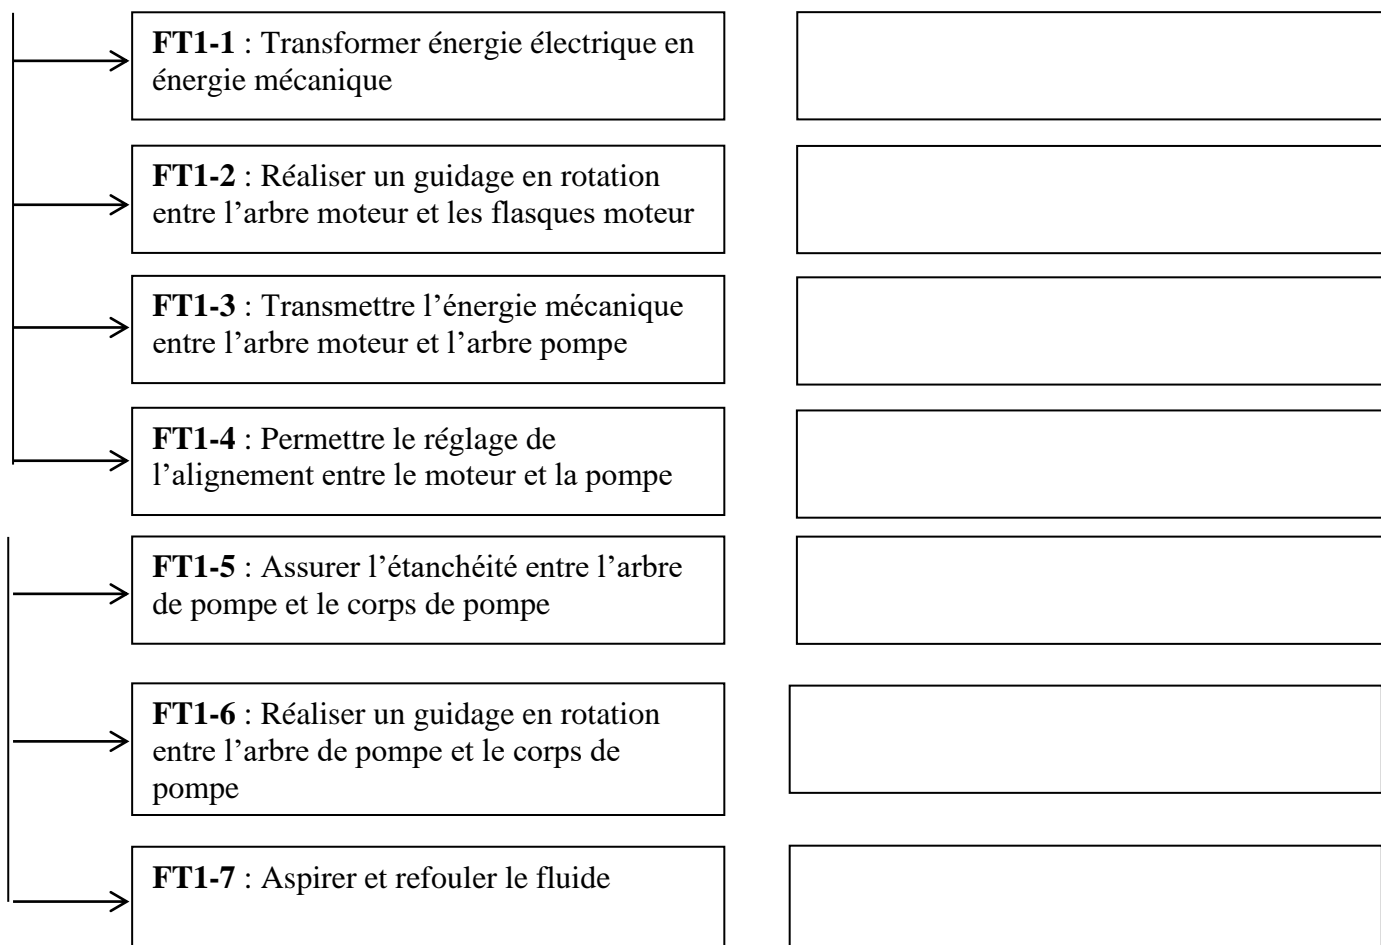 FT1-1 : Transformer énergie électrique en
énergie mécanique
FT1-2 : Réaliser un guidage en rotation
entre l’arbre moteur et les flasques moteur
FT1-3 : Transmettre l’énergie mécanique
entre l’arbre moteur et l’arbre pompe
FT1-4 : Permettre le réglage de
l’alignement entre le moteur et la pompe
FT1-5 : Assurer l’étanchéité entre l’arbre
de pompe et le corps de pompe
FT1-6 : Réaliser un guidage en rotation
entre l’arbre de pompe et le corps de
pompe
FT1-7 : Aspirer et refouler le fluide